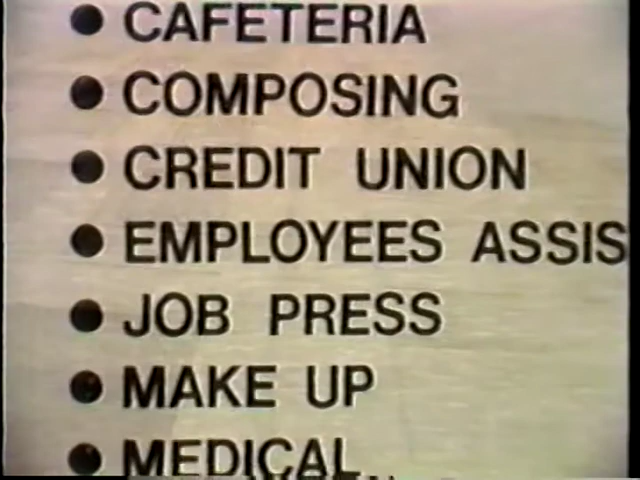 ● CAFETERIA
● COMPOSING
● CREDIT UNION
● EMPLOYEES ASSIS
● JOB PRESS
● MAKE UP
● MEDICAL